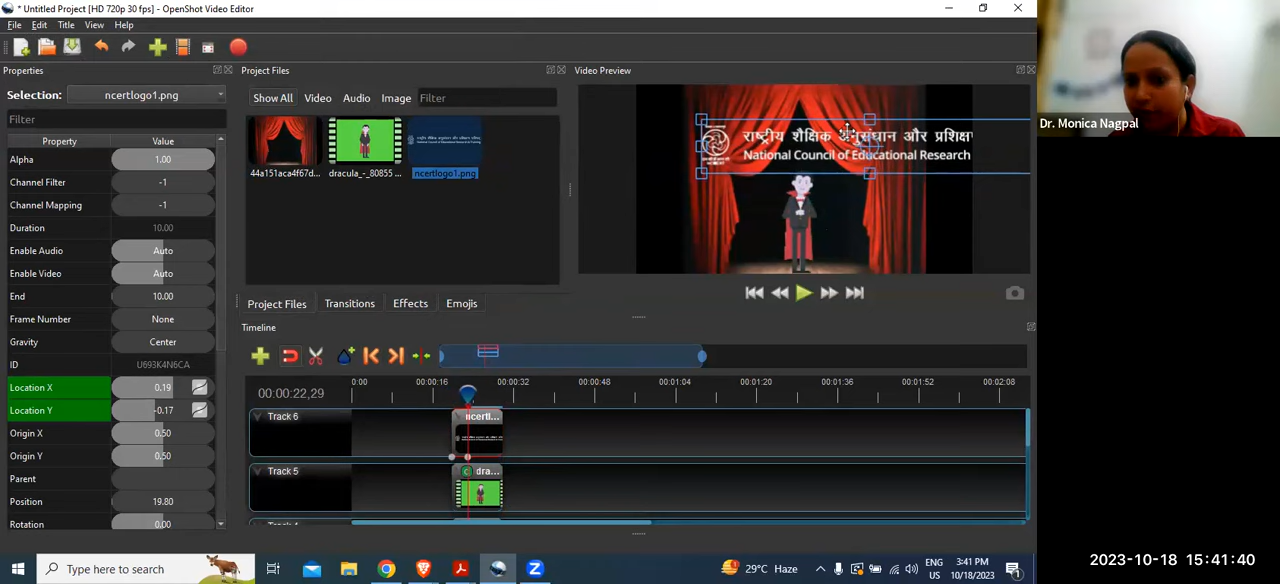 * Untitled Project [HD 720p 30 fps] - OpenShot Video Editor
File Edit Title View Help
Properties
Project Files
Video Preview
Selection: ncertlogo1.png
Show All Video Audio Image Filter
Filter
Property Value
Alpha 1.00
Channel Filter -1
Channel Mapping -1
Duration 10.00
Enable Audio Auto
Enable Video Auto
End 10.00
Frame Number None
Gravity Center
ID U693K4N6CA
Location X 0.19
Location Y -0.17
Origin X 0.50
Origin Y 0.50
Parent
Position 19.80
Rotation 0.00
44a151aca4f67d... dracula_-_80855 ... ncertlogo1.png
राष्ट्रीय शैक्षिक अनुसंधान और
National Council of Educational Research
Dr. Monica Nagpal
Project Files Transitions Effects Emojis
Timeline
00:00:22,29
0:00 00:00:16 00:00:32 00:00:48 00:01:04 00:01:20 00:01:36 00:01:52 00:02:08
Track 6
Track 5
dra...
Type here to search
29°C Haze
ENG
US
3:41 PM
10/18/2023
2023-10-18 15:41:40